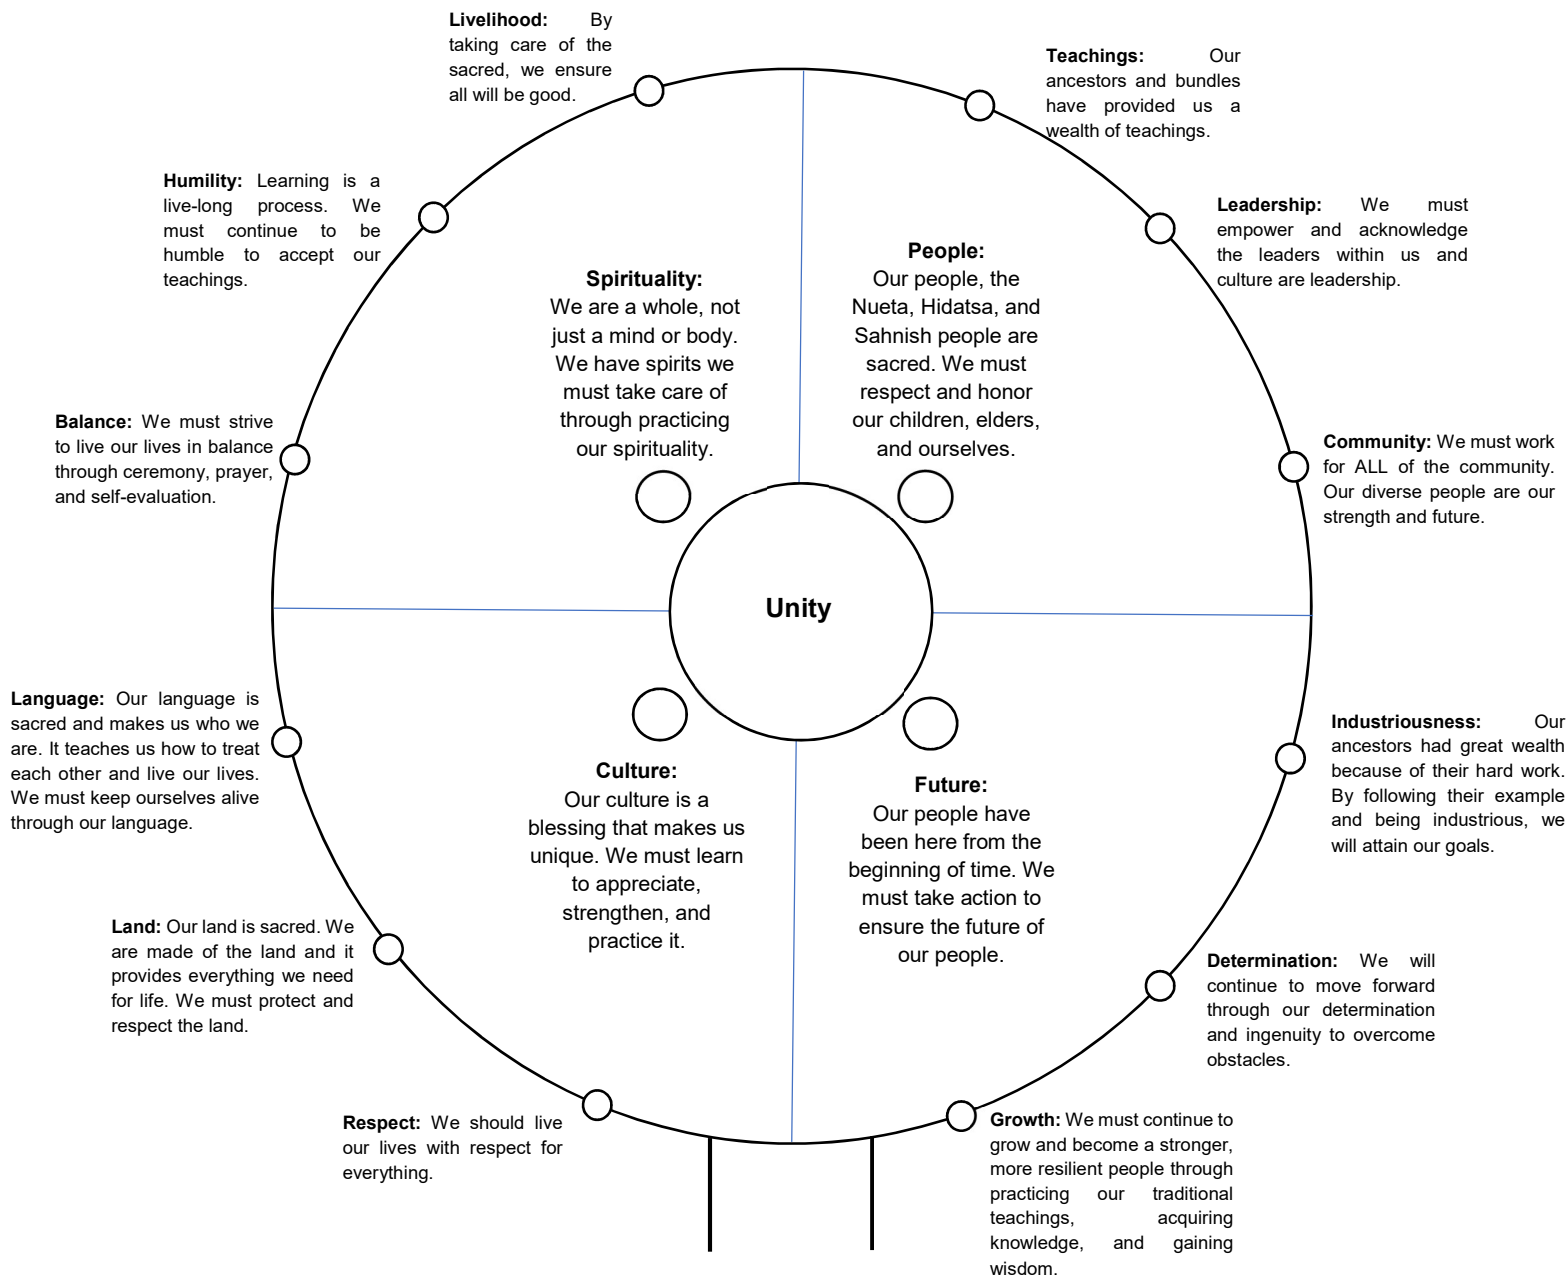 Livelihood: By
taking care of the
sacred, we ensure
all will be good.
Teachings: Our
ancestors and bundles
have provided us a
wealth of teachings.
Humility: Learning is a
live-long process. We
must continue to be
humble to accept our
teachings.
Leadership: We must
empower and acknowledge
the leaders within us and
culture are leadership.
Spirituality:
We are a whole, not
just a mind or body.
We have spirits we
must take care of
through practicing
our spirituality.
People:
Our people, the
Nueta, Hidatsa, and
Sahnish people are
sacred. We must
respect and honor
our children, elders,
and ourselves.
Balance: We must strive
to live our lives in balance
through ceremony, prayer,
and self-evaluation.
Community: We must work
for ALL of the community.
Our diverse people are our
strength and future.
Unity
Language: Our language is
sacred and makes us who we
are. It teaches us how to treat
each other and live our lives.
We must keep ourselves alive
through our language.
Industriousness: Our
ancestors had great wealth
because of their hard work.
By following their example
and being industrious, we
will attain our goals.
Culture:
Our culture is a
blessing that makes us
unique. We must learn
to appreciate,
strengthen, and
practice it.
Future:
Our people have
been here from the
beginning of time. We
must take action to
ensure the future of
our people.
Land: Our land is sacred. We
are made of the land and it
provides everything we need
for life. We must protect and
respect the land.
Determination: We will
continue to move forward
through our determination
and ingenuity to overcome
obstacles.
Respect: We should live
our lives with respect for
everything.
Growth: We must continue to
grow and become a stronger,
more resilient people through
practicing our traditional
teachings, acquiring
knowledge, and gaining
wisdom.